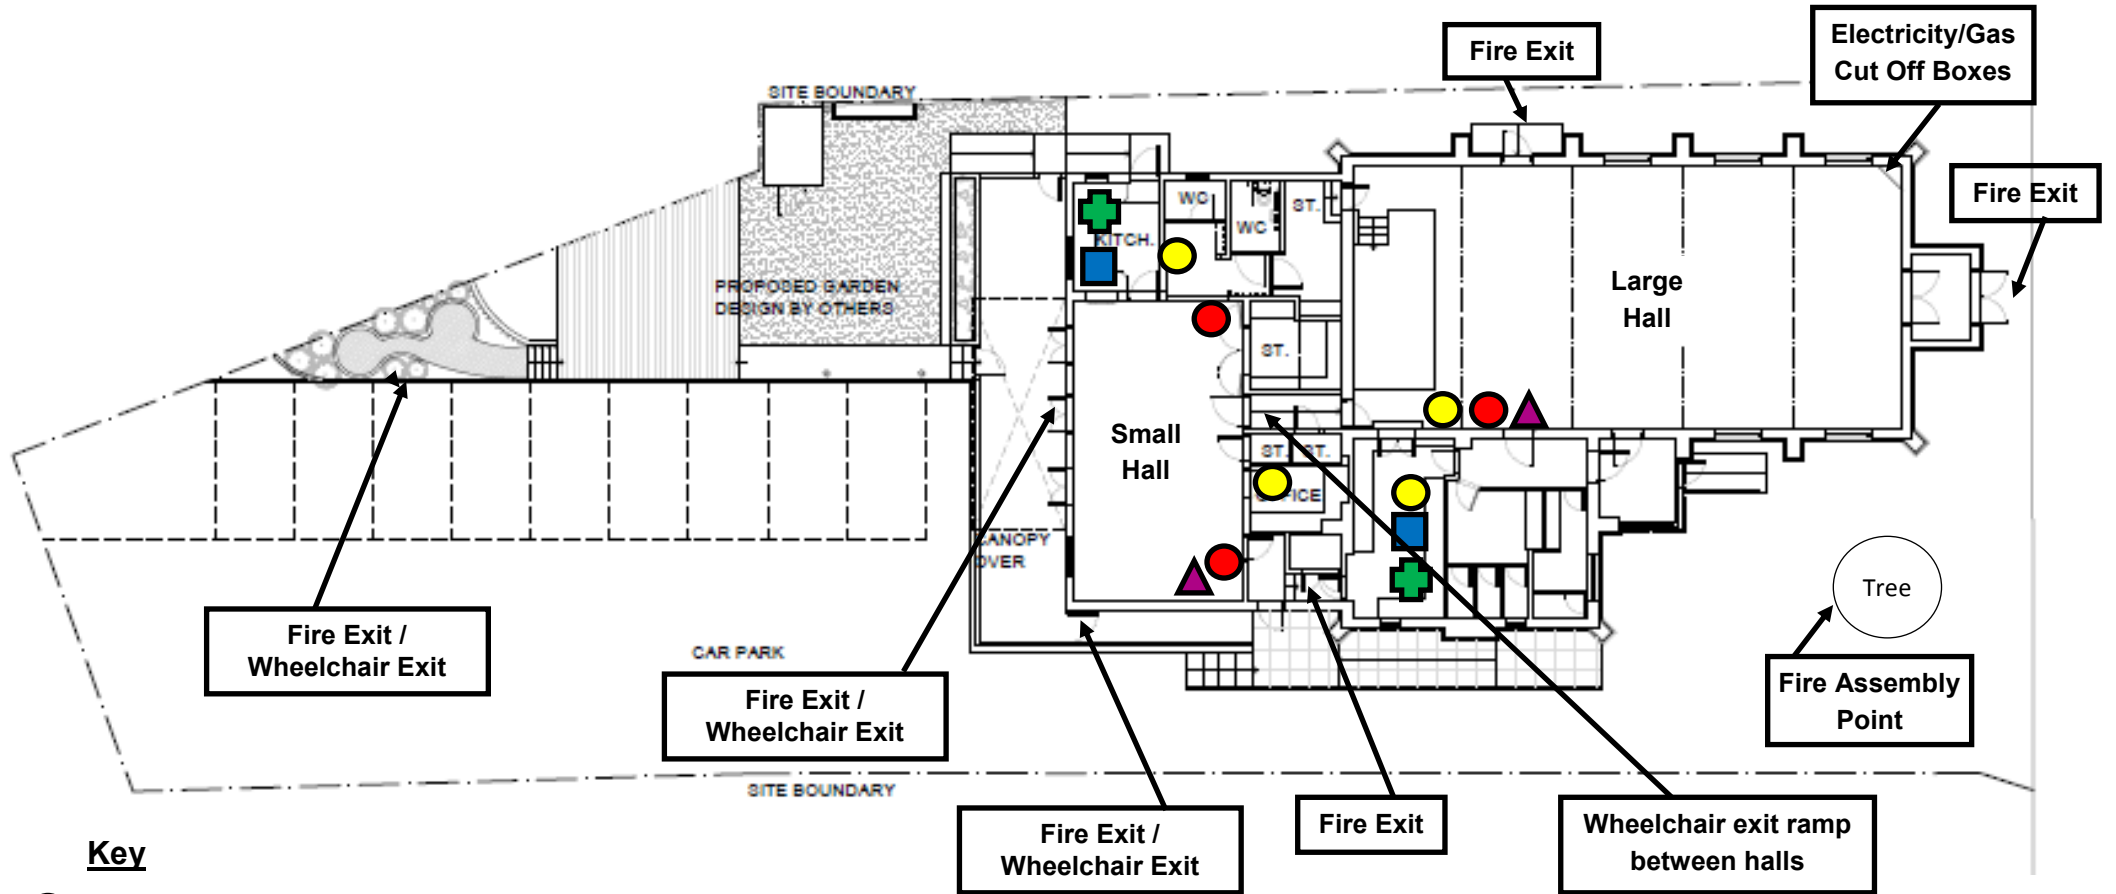 Fire Exit
Electricity/Gas
Cut Off Boxes
SITE BOUNDARY
Fire Exit
WC
WC
ST.
KITCH.
Large
Hall
PROPOSED GARDEN
DESIGN BY OTHERS
ST.
Small
Hall
ST.
ST.
ICE
CANOPY
OVER
Tree
Fire Exit /
Wheelchair Exit
CAR PARK
Fire Exit /
Wheelchair Exit
Fire Assembly
Point
SITE BOUNDARY
Fire Exit /
Wheelchair Exit
Fire Exit
Wheelchair exit ramp
between halls
Key